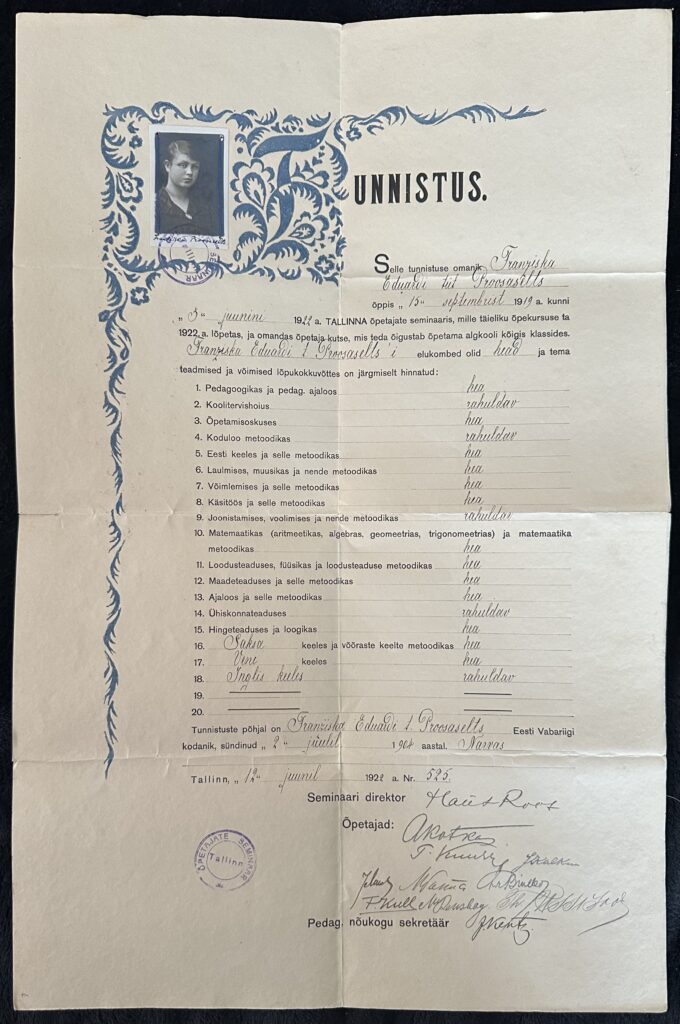 TUNNISTUS.
SEMINAAR
Selle tunnistuse omanik Franziska
Eduardi tüt Proosaselts
õppis „ 15 " septembrist 1919 a. kunni
„ 3 " juunini 1922 a. TALLINNA õpetajate seminaaris, mille täieliku õpekursuse ta
1922 a. lõpetas, ja omandas õpetaja kutse, mis teda õigustab õpetama algkooli kõigis klassides.
Franziska Eduardi t. Proosaselts'i elukombed olid head ja tema
teadmised ja võimised lõpukokkuvõttes on järgmiselt hinnatud:
1. Pedagoogikas ja pedag. ajaloos hea
2. Koolitervishoius rahuldav
3. Õpetamisoskuses hea
4. Koduloo metoodikas rahuldav
5. Eesti keeles ja selle metoodikas hea
6. Laulmises, muusikas ja nende metoodikas hea
7. Võimlemises ja selle metoodikas hea
8. Käsitöös ja selle metoodikas hea
9. Joonistamises, voolimises ja nende metoodikas rahuldav
10. Matemaatikas (aritmeetikas, algebras, geomeetrias, trigonomeetrias) ja matemaatika
metoodikas hea
11. Loodusteaduses, füüsikas ja loodusteaduse metoodikas hea
12. Maadeteaduses ja selle metoodikas hea
13. Ajaloos ja selle metoodikas hea
14. Ühiskonnateaduses rahuldav
15. Hingeteaduses ja loogikas hea
16. Saksa keeles ja võõraste keelte metoodikas hea
17. Vene keeles hea
18. Inglis keeles rahuldav
19.
20.
Tunnistuste põhjal on Franziska Eduardi t. Proosaselts, Eesti Vabariigi
kodanik, sündinud „ 2 " juulil 1904 aastal Narvas
Tallinn, „ 12 " juunil 1922 a. Nr. 525.
Seminaari direktor Hans Roos
Õpetajad:
ÕPETAJATE SEMINAAR
Tallinn
Pedag. nõukogu sekretäär